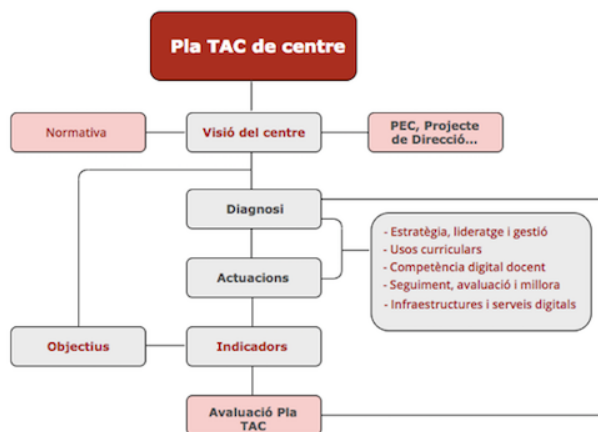 Pla TAC de centre
Normativa
Visió del centre
PEC, Projecte
de Direcció...
Diagnosi
- Estratègia, lideratge i gestió
- Usos curriculars
- Competència digital docent
- Seguiment, avaluació i millora
- Infraestructures i serveis digitals
Actuacions
Objectius
Indicadors
Avaluació Pla
TAC